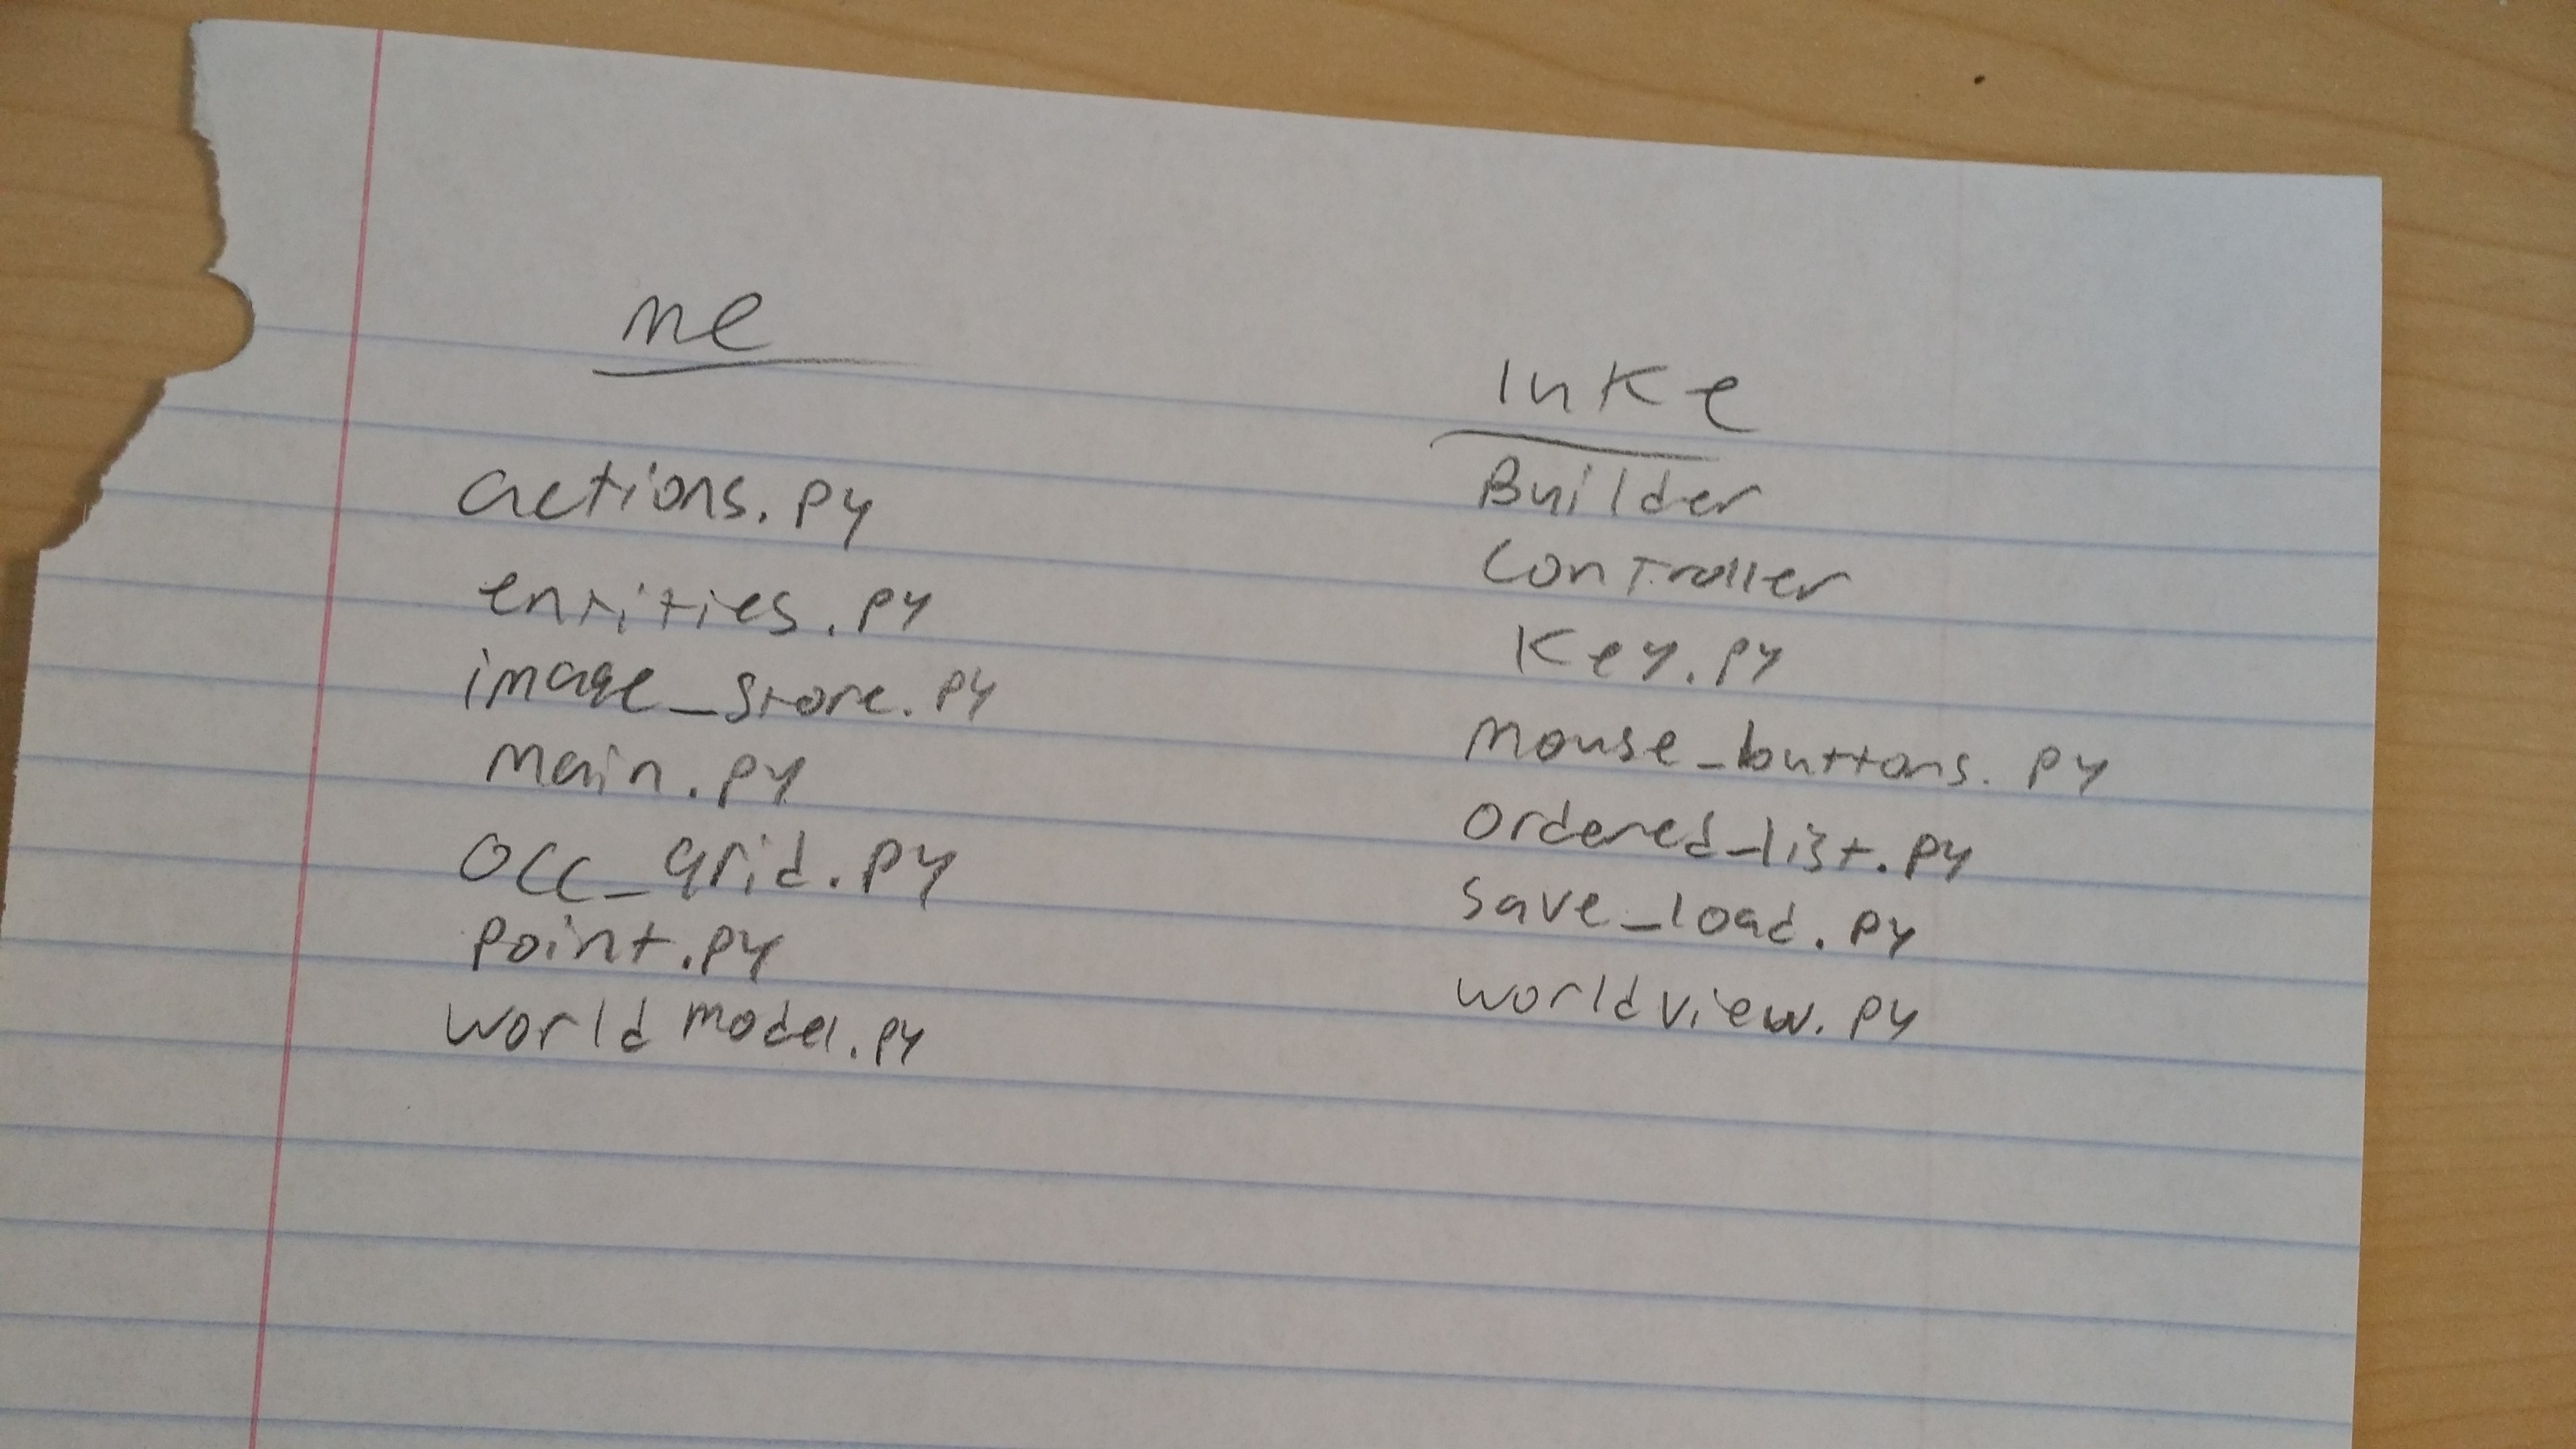 me
actions.py
entities.py
image_store.py
main.py
occ_grid.py
point.py
worldmodel.py
Inke
Builder
Controller
Key.py
mouse_buttons.py
ordered_list.py
save_load.py
worldview.py